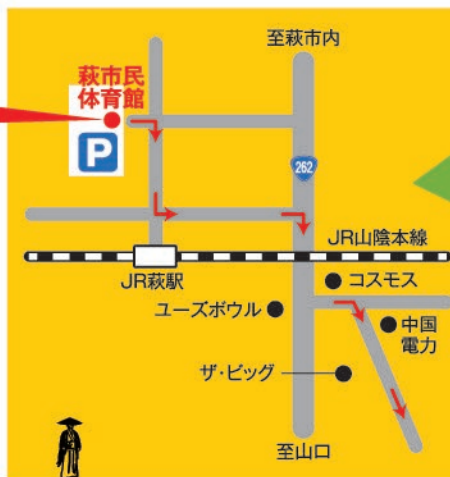 至萩市内
萩市民
体育館
P
262
JR山陰本線
JR萩駅
コスモス
ユーズボウル
中国
電力
ザ・ビッグ
至山口